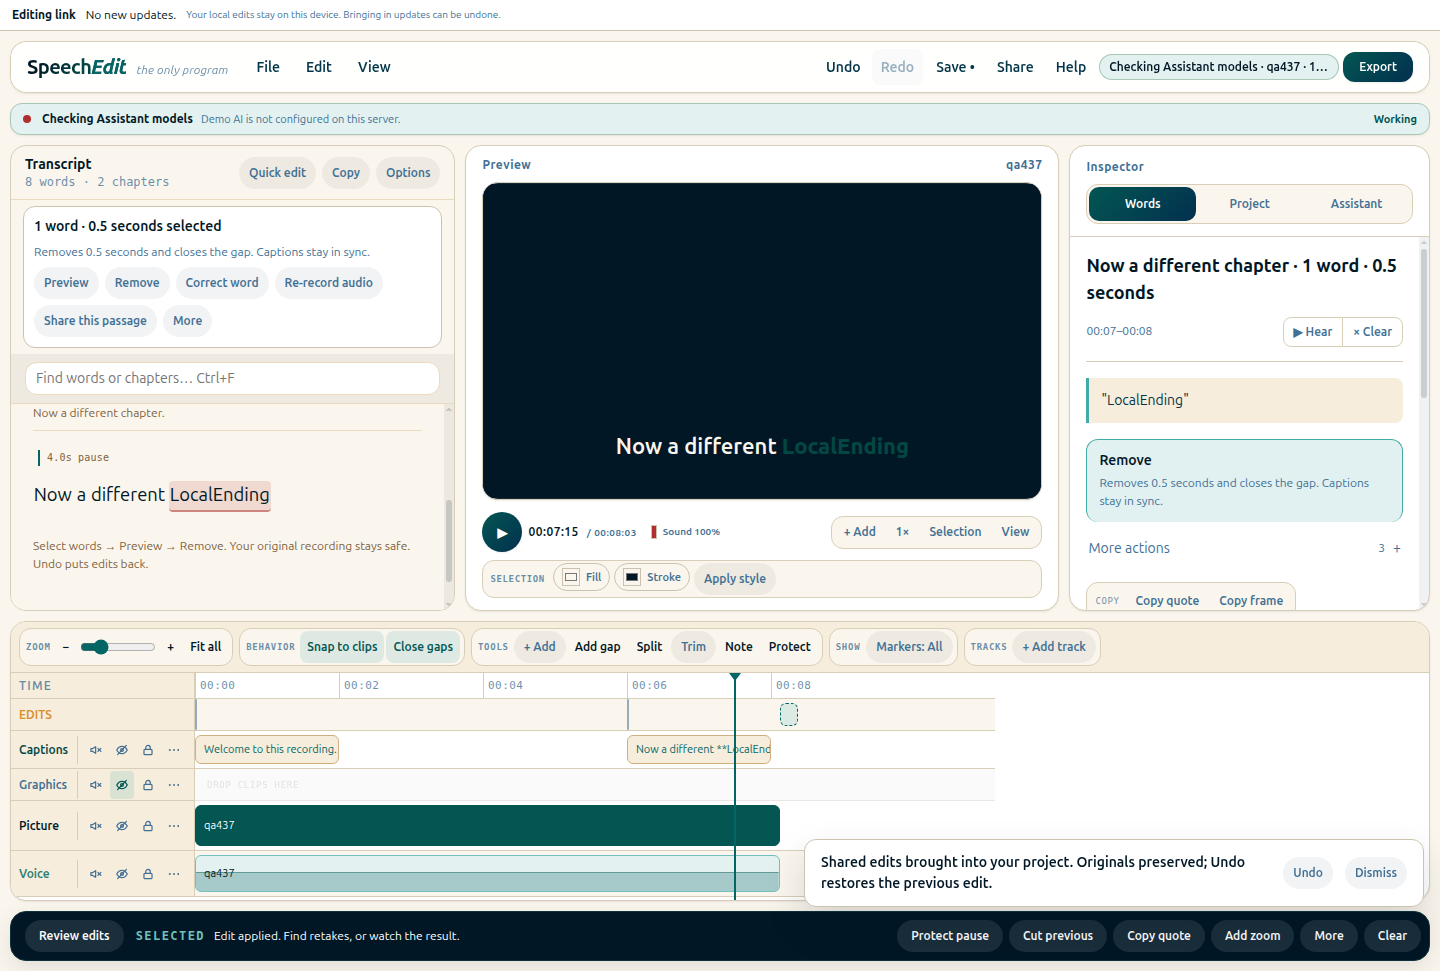 Editing link No new updates. Your local edits stay on this device. Bringing in updates can be undone.
SpeechEdit the only program File Edit View Undo Redo Save • Share Help Checking Assistant models · qa437 · 1... Export
Checking Assistant models Demo AI is not configured on this server. Working
Transcript
8 words · 2 chapters
Quick edit Copy Options
1 word · 0.5 seconds selected
Removes 0.5 seconds and closes the gap. Captions stay in sync.
Preview Remove Correct word Re-record audio
Share this passage More
Find words or chapters... Ctrl+F
Now a different chapter.
4.0s pause
Now a different LocalEnding
Select words → Preview → Remove. Your original recording stays safe.
Undo puts edits back.
Preview qa437
Now a different LocalEnding
▶ 00:07:15 / 00:08:03 Sound 100% + Add 1× Selection View
SELECTION Fill Stroke Apply style
Inspector
Words Project Assistant
Now a different chapter · 1 word · 0.5
seconds
00:07–00:08 ▶ Hear × Clear
"LocalEnding"
Remove
Removes 0.5 seconds and closes the gap. Captions
stay in sync.
More actions 3 +
COPY Copy quote Copy frame
ZOOM − + Fit all BEHAVIOR Snap to clips Close gaps TOOLS + Add Add gap Split Trim Note Protect SHOW Markers: All TRACKS + Add track
TIME 00:00 00:02 00:04 00:06 00:08
EDITS
Captions ··· Welcome to this recording. Now a different **LocalEnd
Graphics ··· DROP CLIPS HERE
Picture ··· qa437
Voice ··· qa437
Shared edits brought into your project. Originals preserved; Undo
restores the previous edit.
Undo Dismiss
Review edits SELECTED Edit applied. Find retakes, or watch the result. Protect pause Cut previous Copy quote Add zoom More Clear